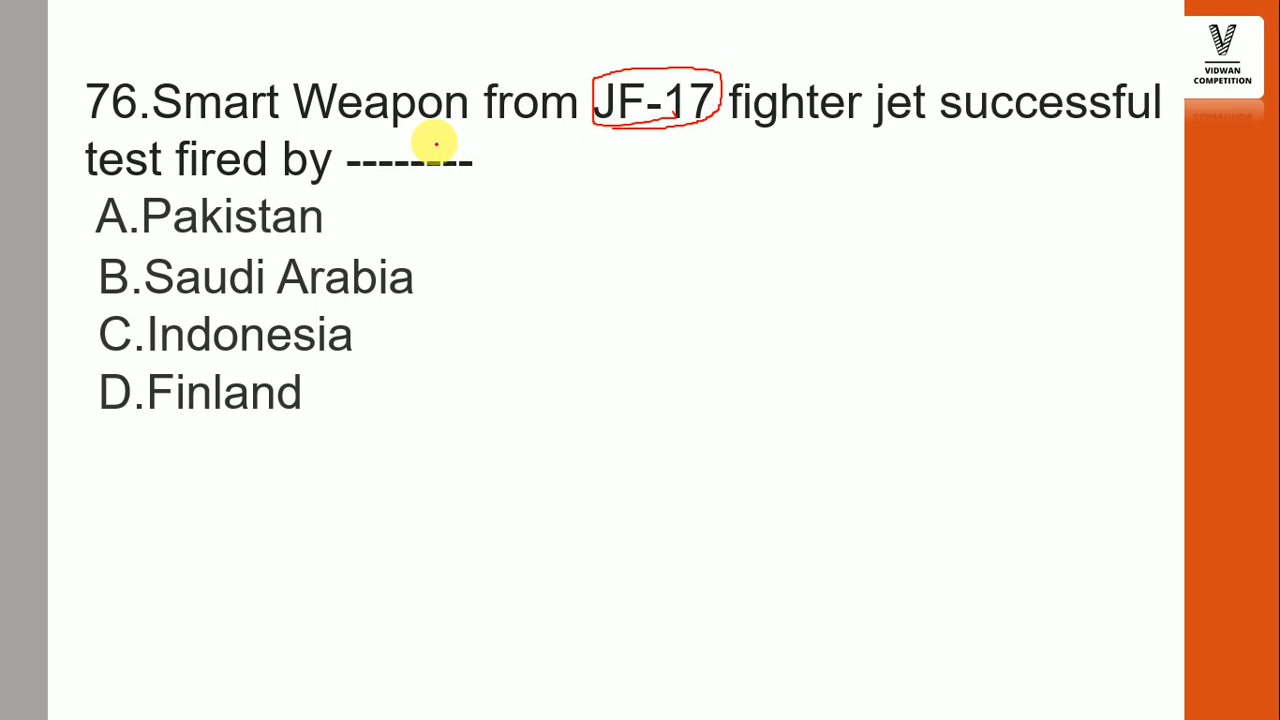 76.Smart Weapon from JF-17 fighter jet successful
test fired by --------
A.Pakistan
B.Saudi Arabia
C.Indonesia
D.Finland
V
VIDWAN
COMPETITION